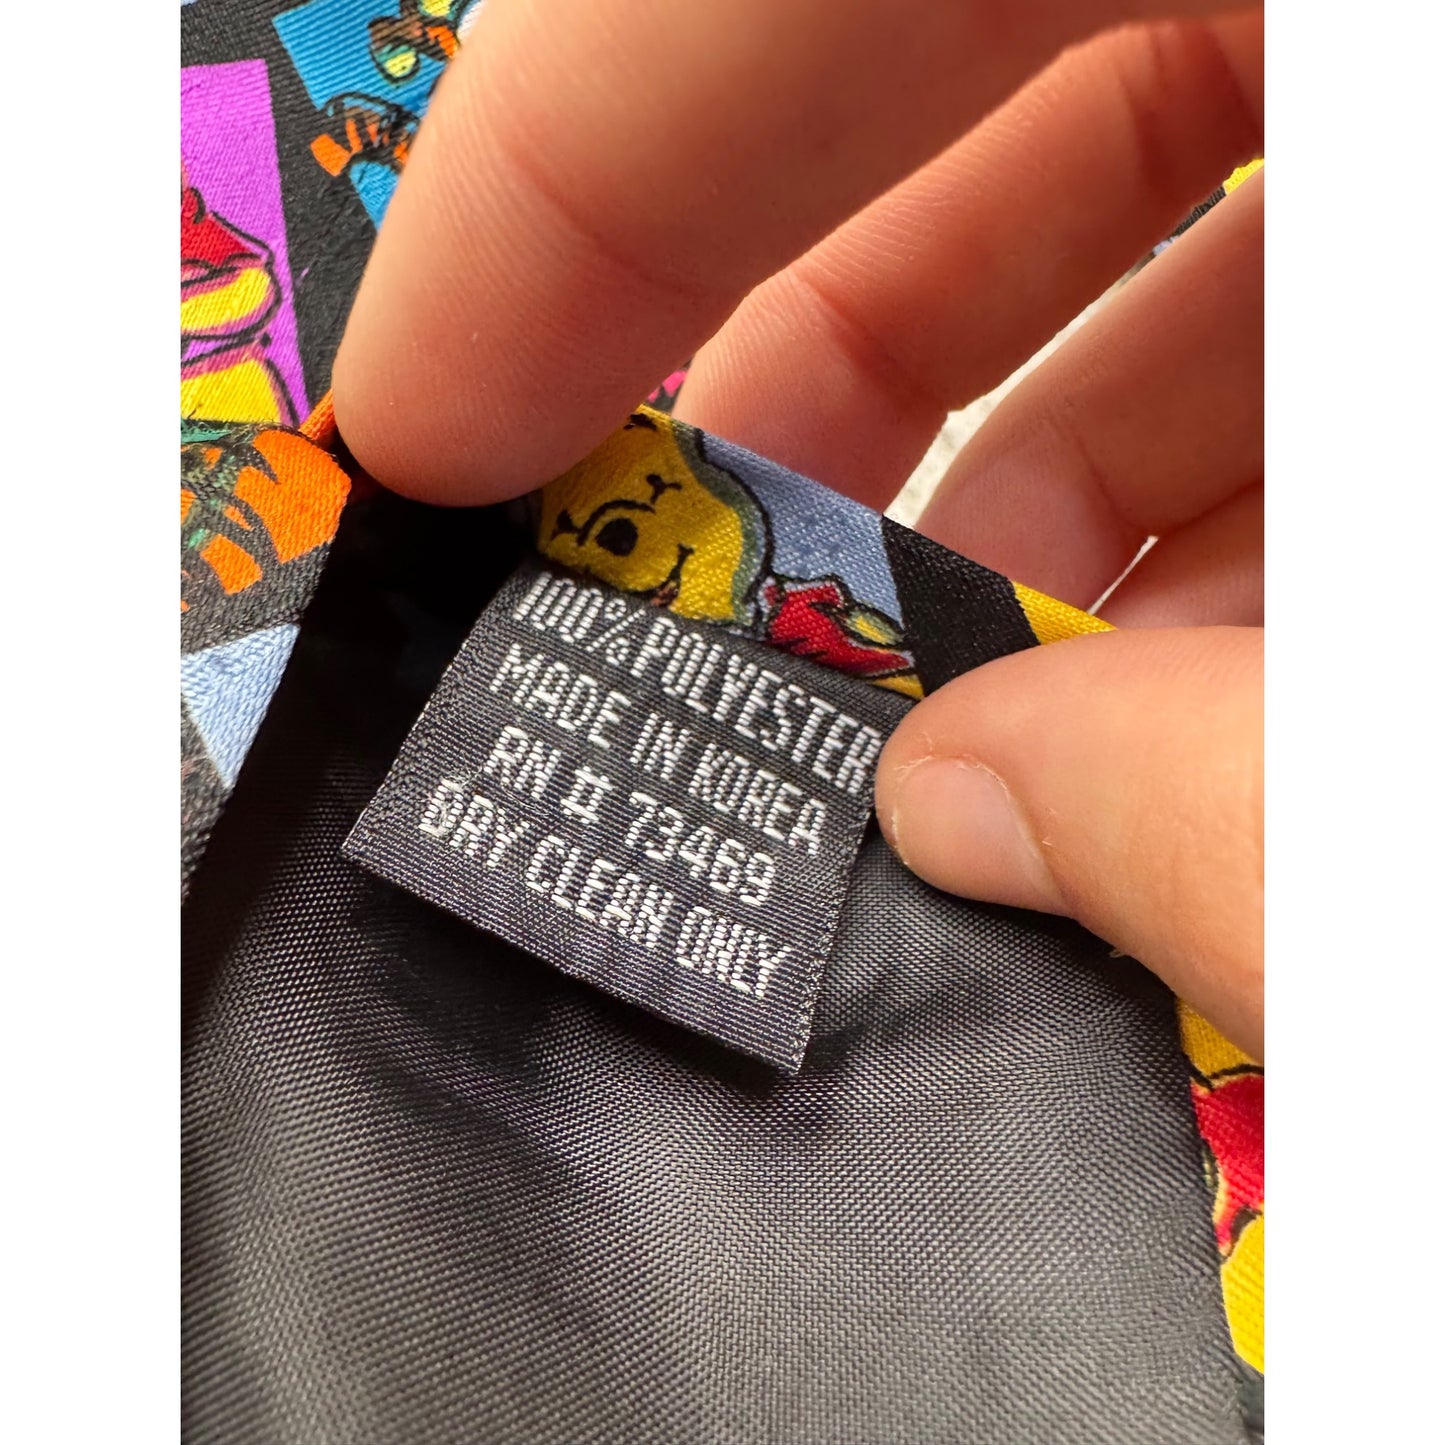 100% POLYESTER
MADE IN KOREA
RN # 73469
DRY CLEAN ONLY